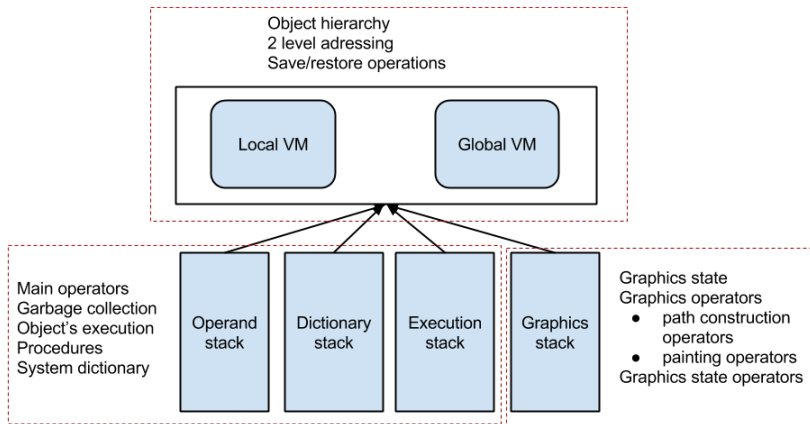 Object hierarchy
2 level adressing
Save/restore operations
Local VM
Global VM
Main operators
Garbage collection
Object's execution
Procedures
System dictionary
Operand
stack
Dictionary
stack
Execution
stack
Graphics
stack
Graphics state
Graphics operators
● path construction
operators
● painting operators
Graphics state operators